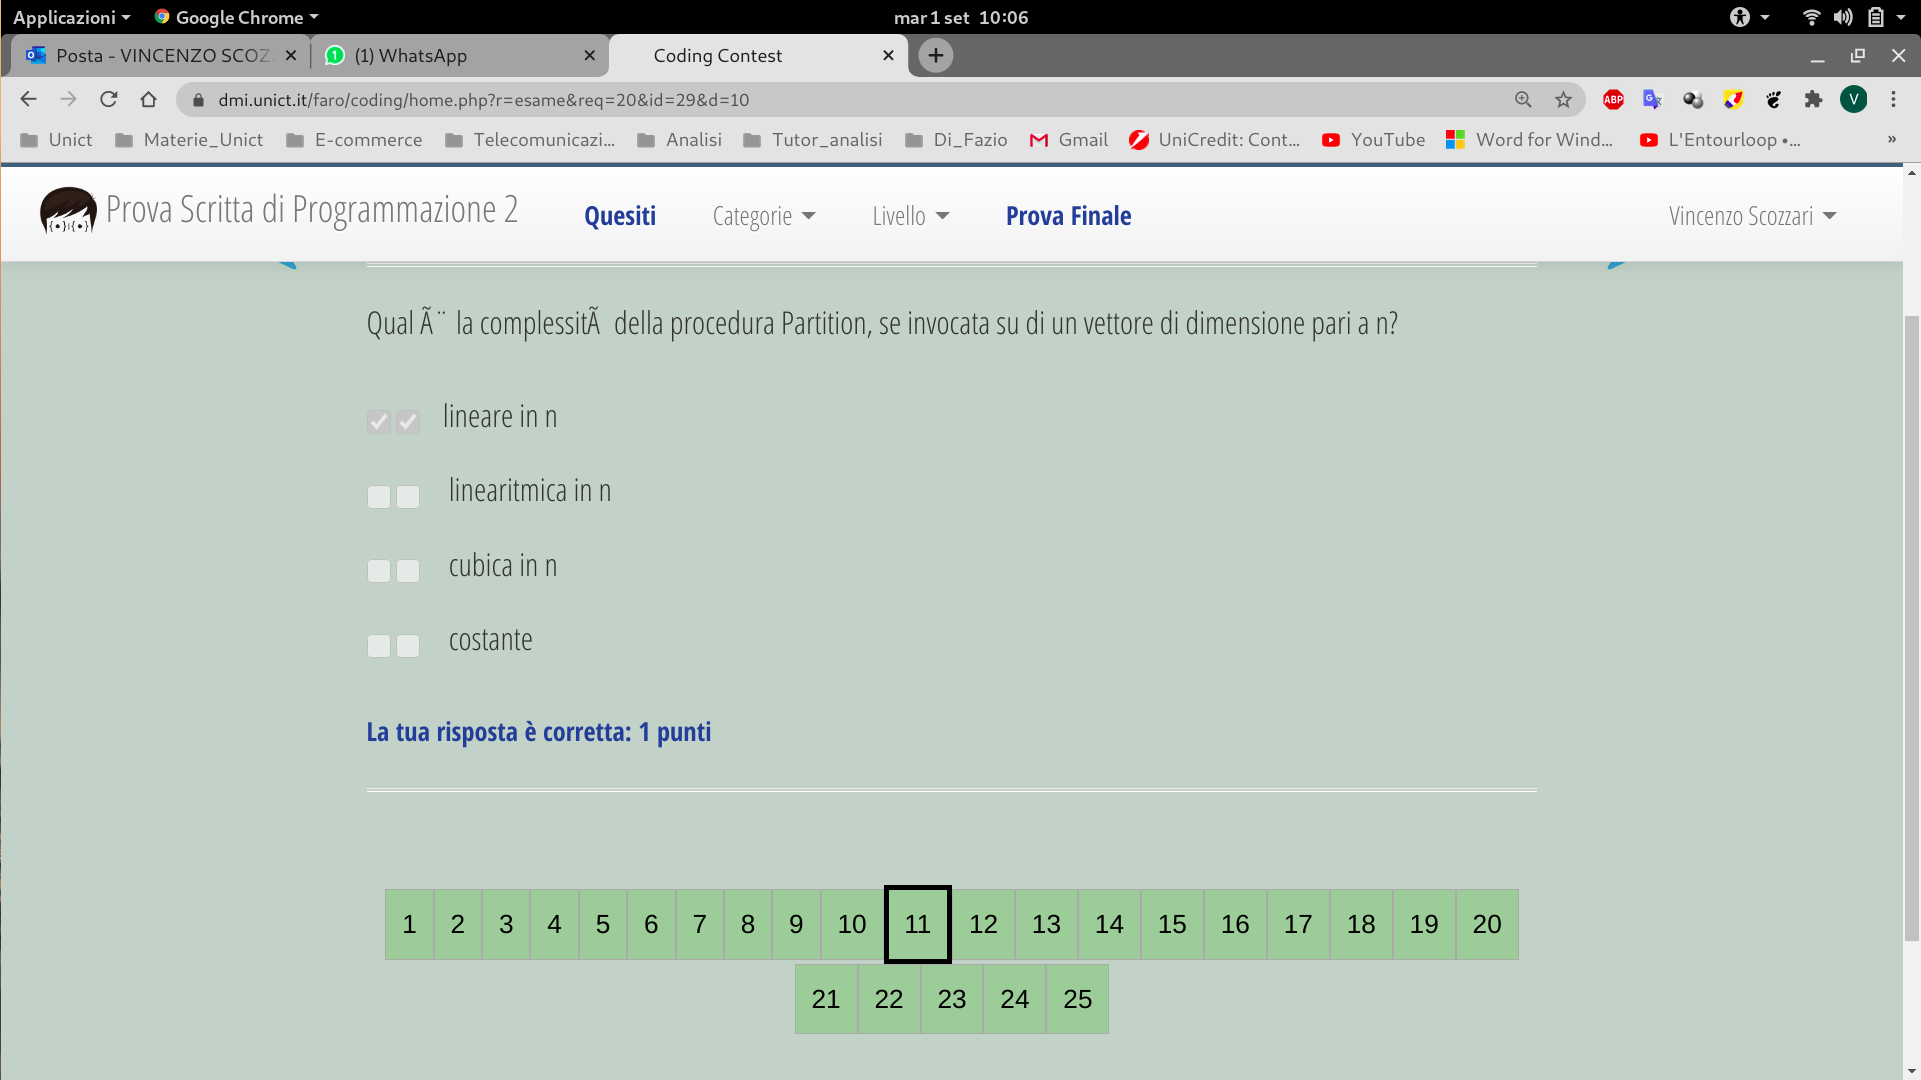 Applicazioni Google Chrome mar 1 set 10:06
Posta - VINCENZO SCOZ (1) WhatsApp Coding Contest
dmi.unict.it/faro/coding/home.php?r=esame&req=20&id=29&d=10 ABP V
Unict Materie_Unict E-commerce Telecomunicazi... Analisi Tutor_analisi Di_Fazio Gmail UniCredit: Cont... YouTube Word for Wind... L'Entourloop •... »
Prova Scritta di Programmazione 2 Quesiti Categorie Livello Prova Finale Vincenzo Scozzari
Qual Ã¨ la complessitÃ  della procedura Partition, se invocata su di un vettore di dimensione pari a n?
lineare in n
linearitmica in n
cubica in n
costante
La tua risposta è corretta: 1 punti
1 2 3 4 5 6 7 8 9 10 11 12 13 14 15 16 17 18 19 20
21 22 23 24 25